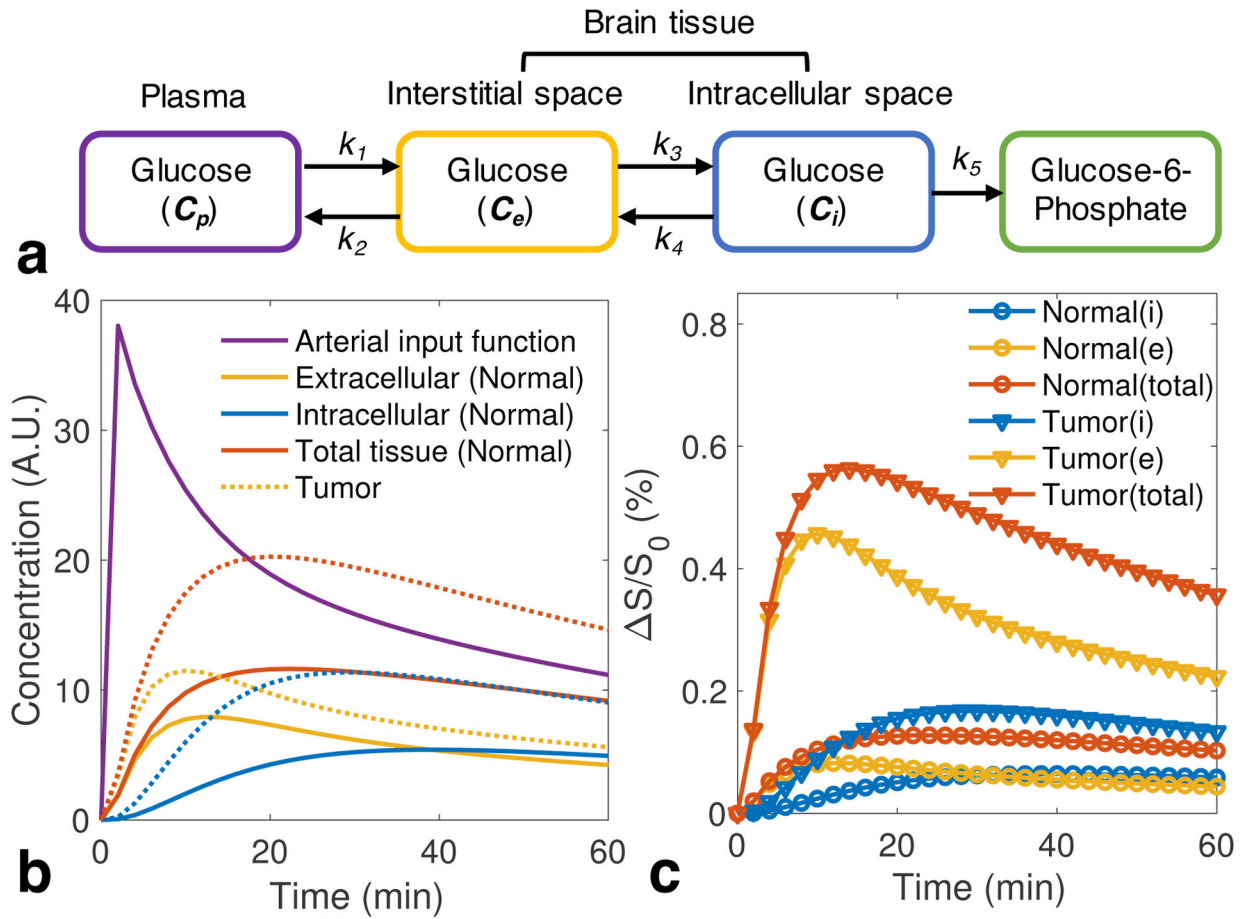 Brain tissue
Plasma
Interstitial space
Intracellular space
Glucose
(Cp)
k1
k2
Glucose
(Ce)
k3
k4
Glucose
(Ci)
k5
Glucose-6-
Phosphate
a
40
30
20
10
0
Concentration (A.U.)
Arterial input function
Extracellular (Normal)
Intracellular (Normal)
Total tissue (Normal)
Tumor
0
20
40
60
Time (min)
b
0.8
0.6
0.4
0.2
0
ΔS/S0 (%)
Normal(i)
Normal(e)
Normal(total)
Tumor(i)
Tumor(e)
Tumor(total)
0
20
40
60
Time (min)
c